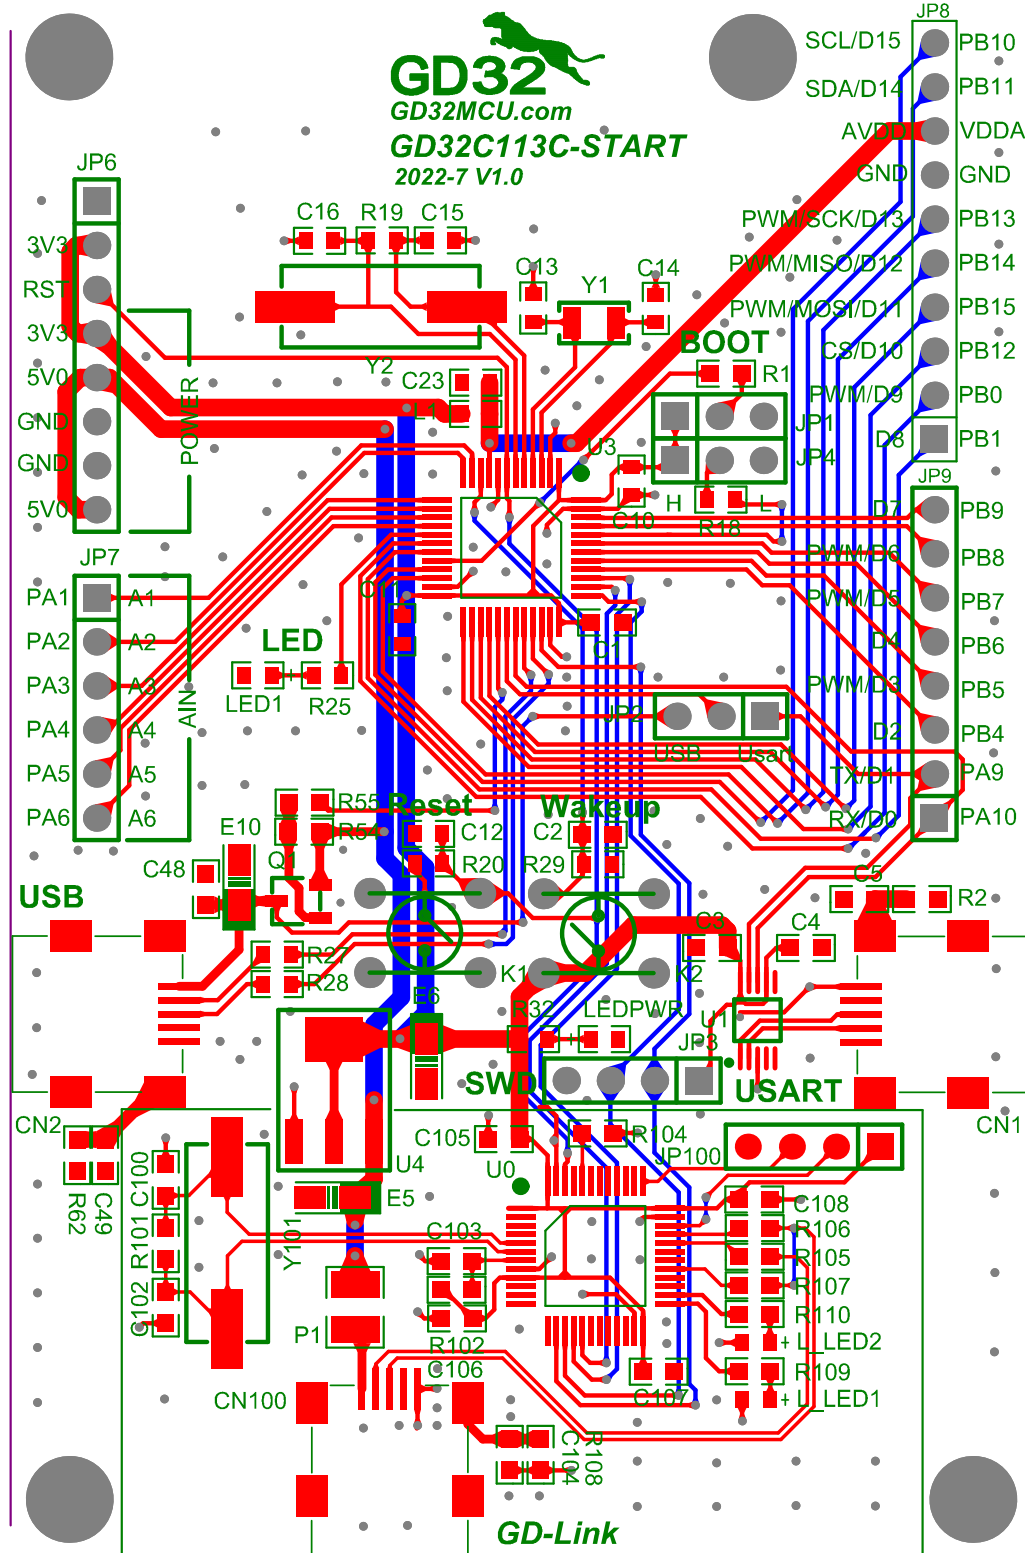 JP8
SCL/D15 PB10
GD32
SDA/D14 PB11
GD32MCU.com
AVDD VDDA
GD32C113C-START
JP6
2022-7 V1.0
GND GND
C16 R19 C15
PWM/SCK/D13 PB13
3V3
C13 C14
PWM/MISO/D12 PB14
RST
Y1
PWM/MOSI/D11 PB15
3V3
BOOT
CS/D10 PB12
Y2
5V0
C23
R1
PWM/D9 PB0
POWER
L1
GND
JP1
U3
D8 PB1
GND
JP4
JP9
5V0
H R18 L
C10
D7 PB9
JP7
PWM/D6 PB8
C11
PA1 A1
PWM/D5 PB7
LED
C1
PA2 A2
D4 PB6
PA3 A3
PWM/D3 PB5
LED1 + R25
AIN
JP2
PA4 A4
D2 PB4
USB Usart
PA5 A5
TX/D1 PA9
R55 Reset Wakeup
PA6 A6
RX/D0 PA10
E10
C12 C2
Q1
C48
R20 R29
USB
C5 R2
C3 C4
R27
K1 K2
R28
E6
R32 LEDPWR
U1
+
JP3
SWD
USART
CN2
CN1
C105
R104
U0
U4
JP100
R62 C49 C100
E5
C108
R101
Y101
C103
R106
R105
R107
C102
P1
R110
R102
+ L_LED2
C106
R109
CN100
C107
+ L_LED1
C104 R108
GD-Link